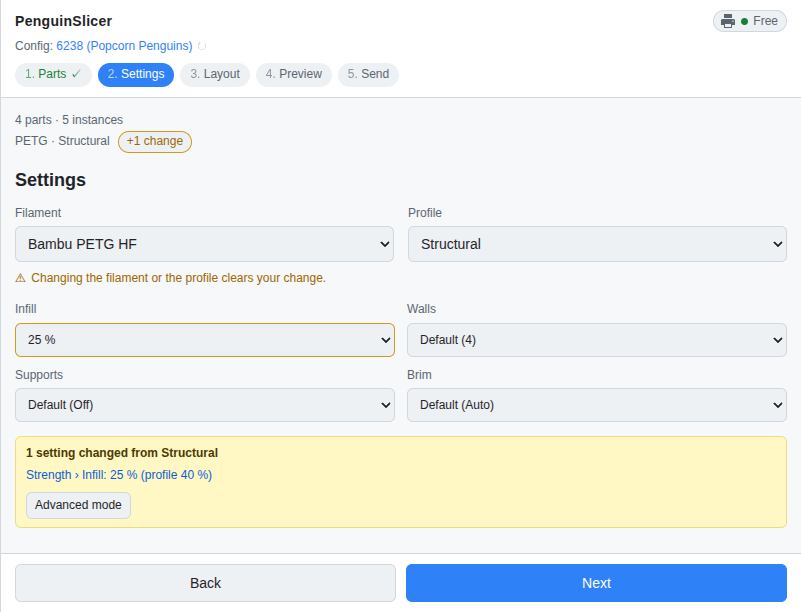 PenguinSlicer
Free
Config: 6238 (Popcorn Penguins)
1. Parts ✓
2. Settings
3. Layout
4. Preview
5. Send
4 parts · 5 instances
PETG · Structural
+1 change
Settings
Filament
Profile
Bambu PETG HF
Structural
⚠ Changing the filament or the profile clears your change.
Infill
Walls
25 %
Default (4)
Supports
Brim
Default (Off)
Default (Auto)
1 setting changed from Structural
Strength › Infill: 25 % (profile 40 %)
Advanced mode
Back
Next